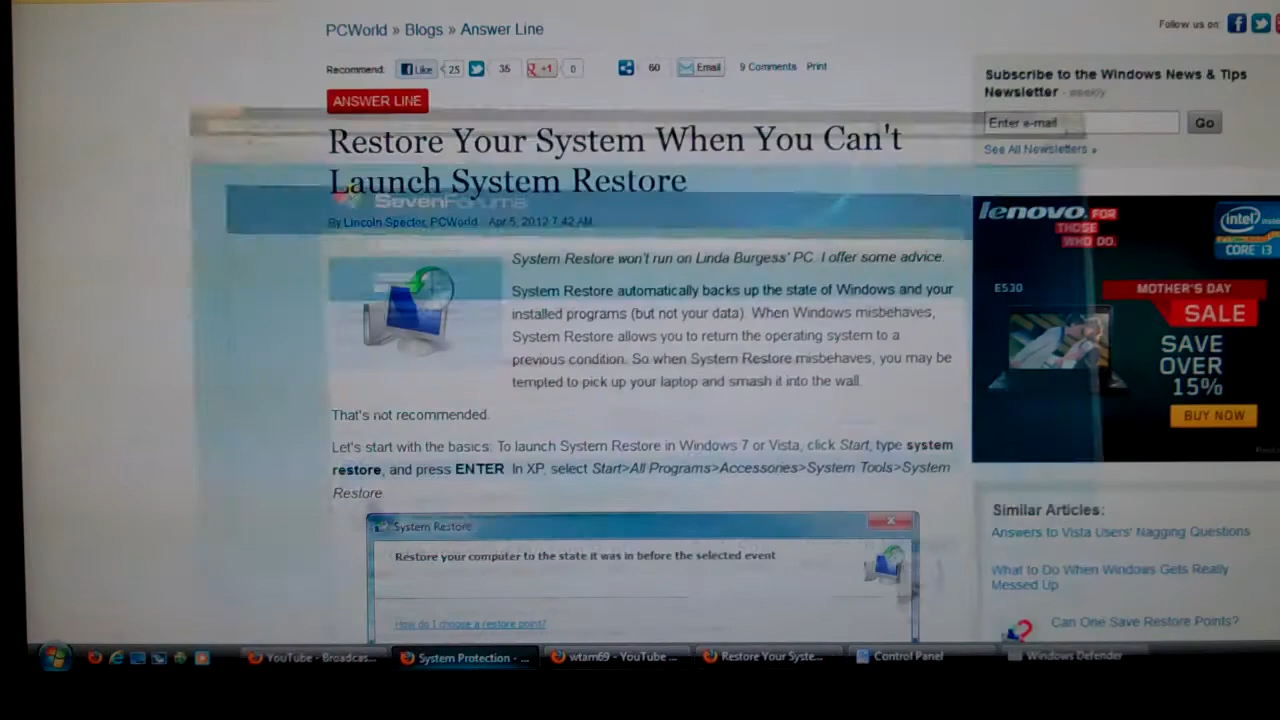 PCWorld » Blogs » Answer Line
Follow us on:
Recommend: Like 25 35 +1 0 60 Email 9 Comments Print
ANSWER LINE
Restore Your System When You Can't
Launch System Restore
SevenForums
By Lincoln Spector, PCWorld Apr 5, 2012 7:42 AM
System Restore won't run on Linda Burgess' PC. I offer some advice.
System Restore automatically backs up the state of Windows and your
installed programs (but not your data). When Windows misbehaves,
System Restore allows you to return the operating system to a
previous condition. So when System Restore misbehaves, you may be
tempted to pick up your laptop and smash it into the wall.
That's not recommended.
Let's start with the basics: To launch System Restore in Windows 7 or Vista, click Start, type system
restore, and press ENTER In XP, select Start>All Programs>Accessories>System Tools>System
Restore
System Restore
Restore your computer to the state it was in before the selected event
How do I choose a restore point?
Subscribe to the Windows News & Tips
Newsletter - weekly
Enter e-mail Go
See All Newsletters »
lenovo FOR
THOSE
WHO DO.
intel
CORE i3
E530
MOTHER'S DAY
SALE
SAVE
OVER
15%
BUY NOW
Similar Articles:
Answers to Vista Users' Nagging Questions
What to Do When Windows Gets Really
Messed Up
Can One Save Restore Points?
YouTube - Broadcas... System Protection - ... wtam69 - YouTube ... Restore Your Syste... Control Panel Windows Defender